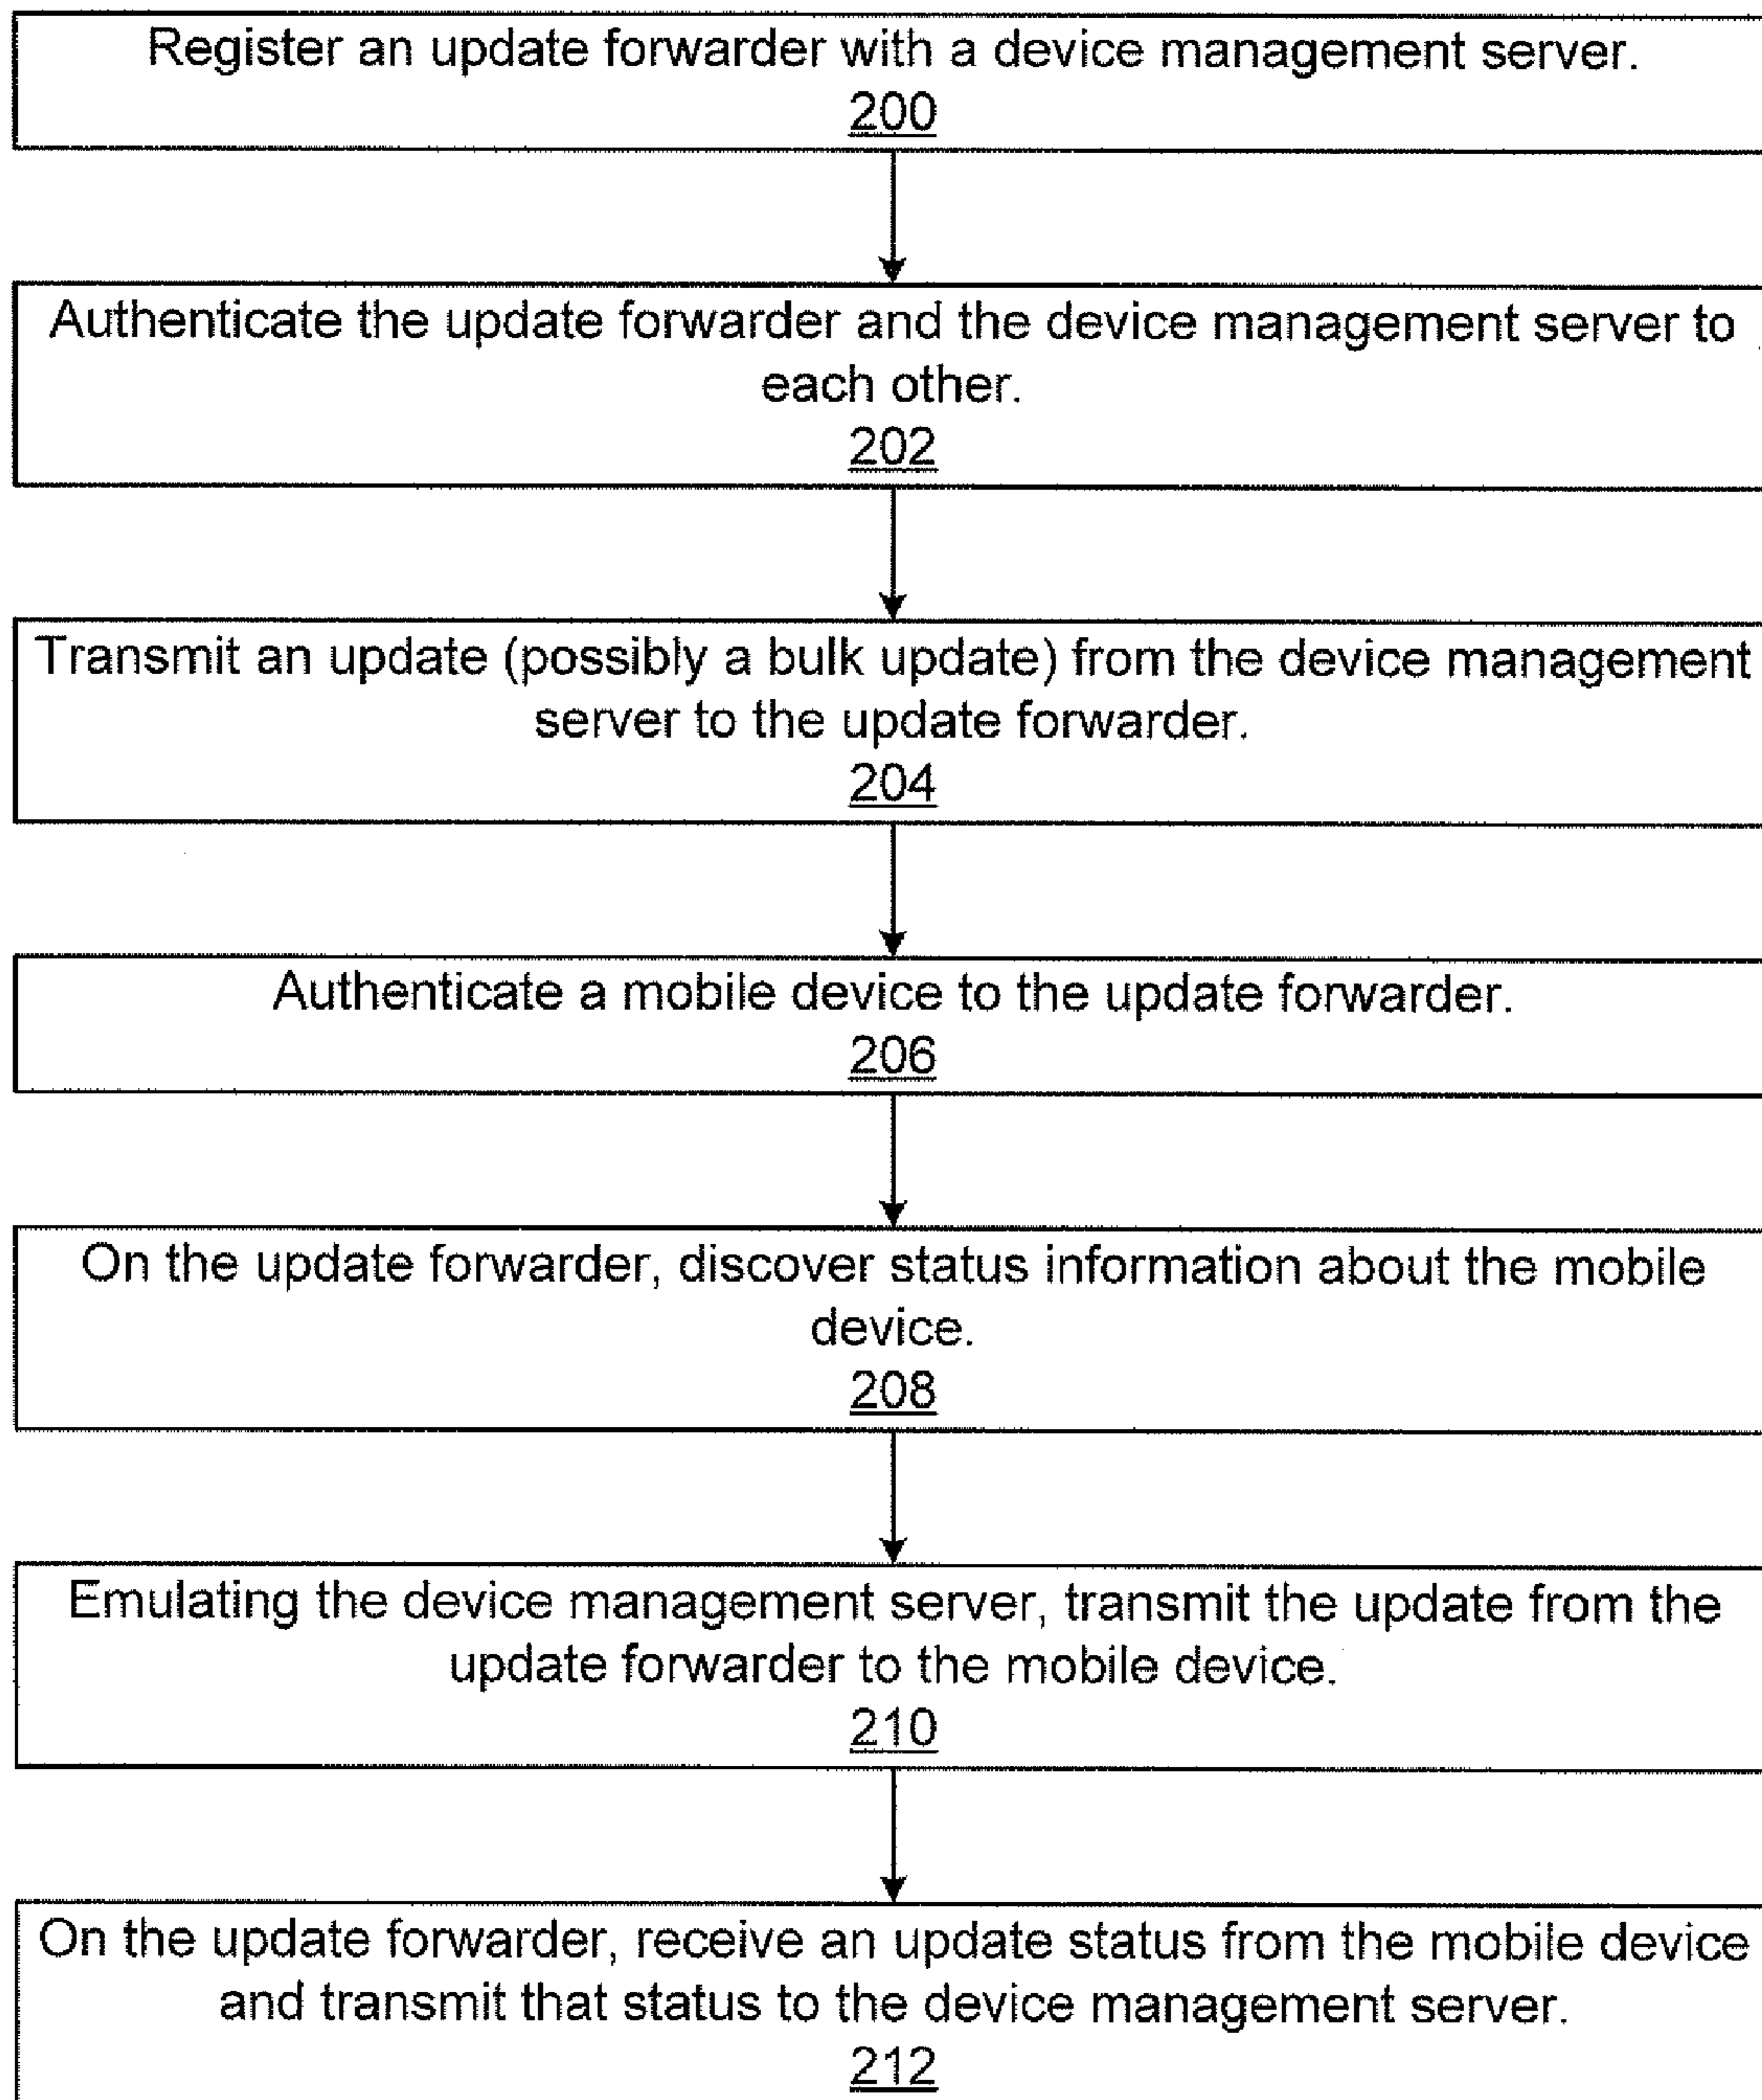 Register an update forwarder with a device management server.
200
Authenticate the update forwarder and the device management server to
each other.
202
Transmit an update (possibly a bulk update) from the device management
server to the update forwarder.
204
Authenticate a mobile device to the update forwarder.
206
On the update forwarder, discover status information about the mobile
device.
208
Emulating the device management server, transmit the update from the
update forwarder to the mobile device.
210
On the update forwarder, receive an update status from the mobile device
and transmit that status to the device management server.
212